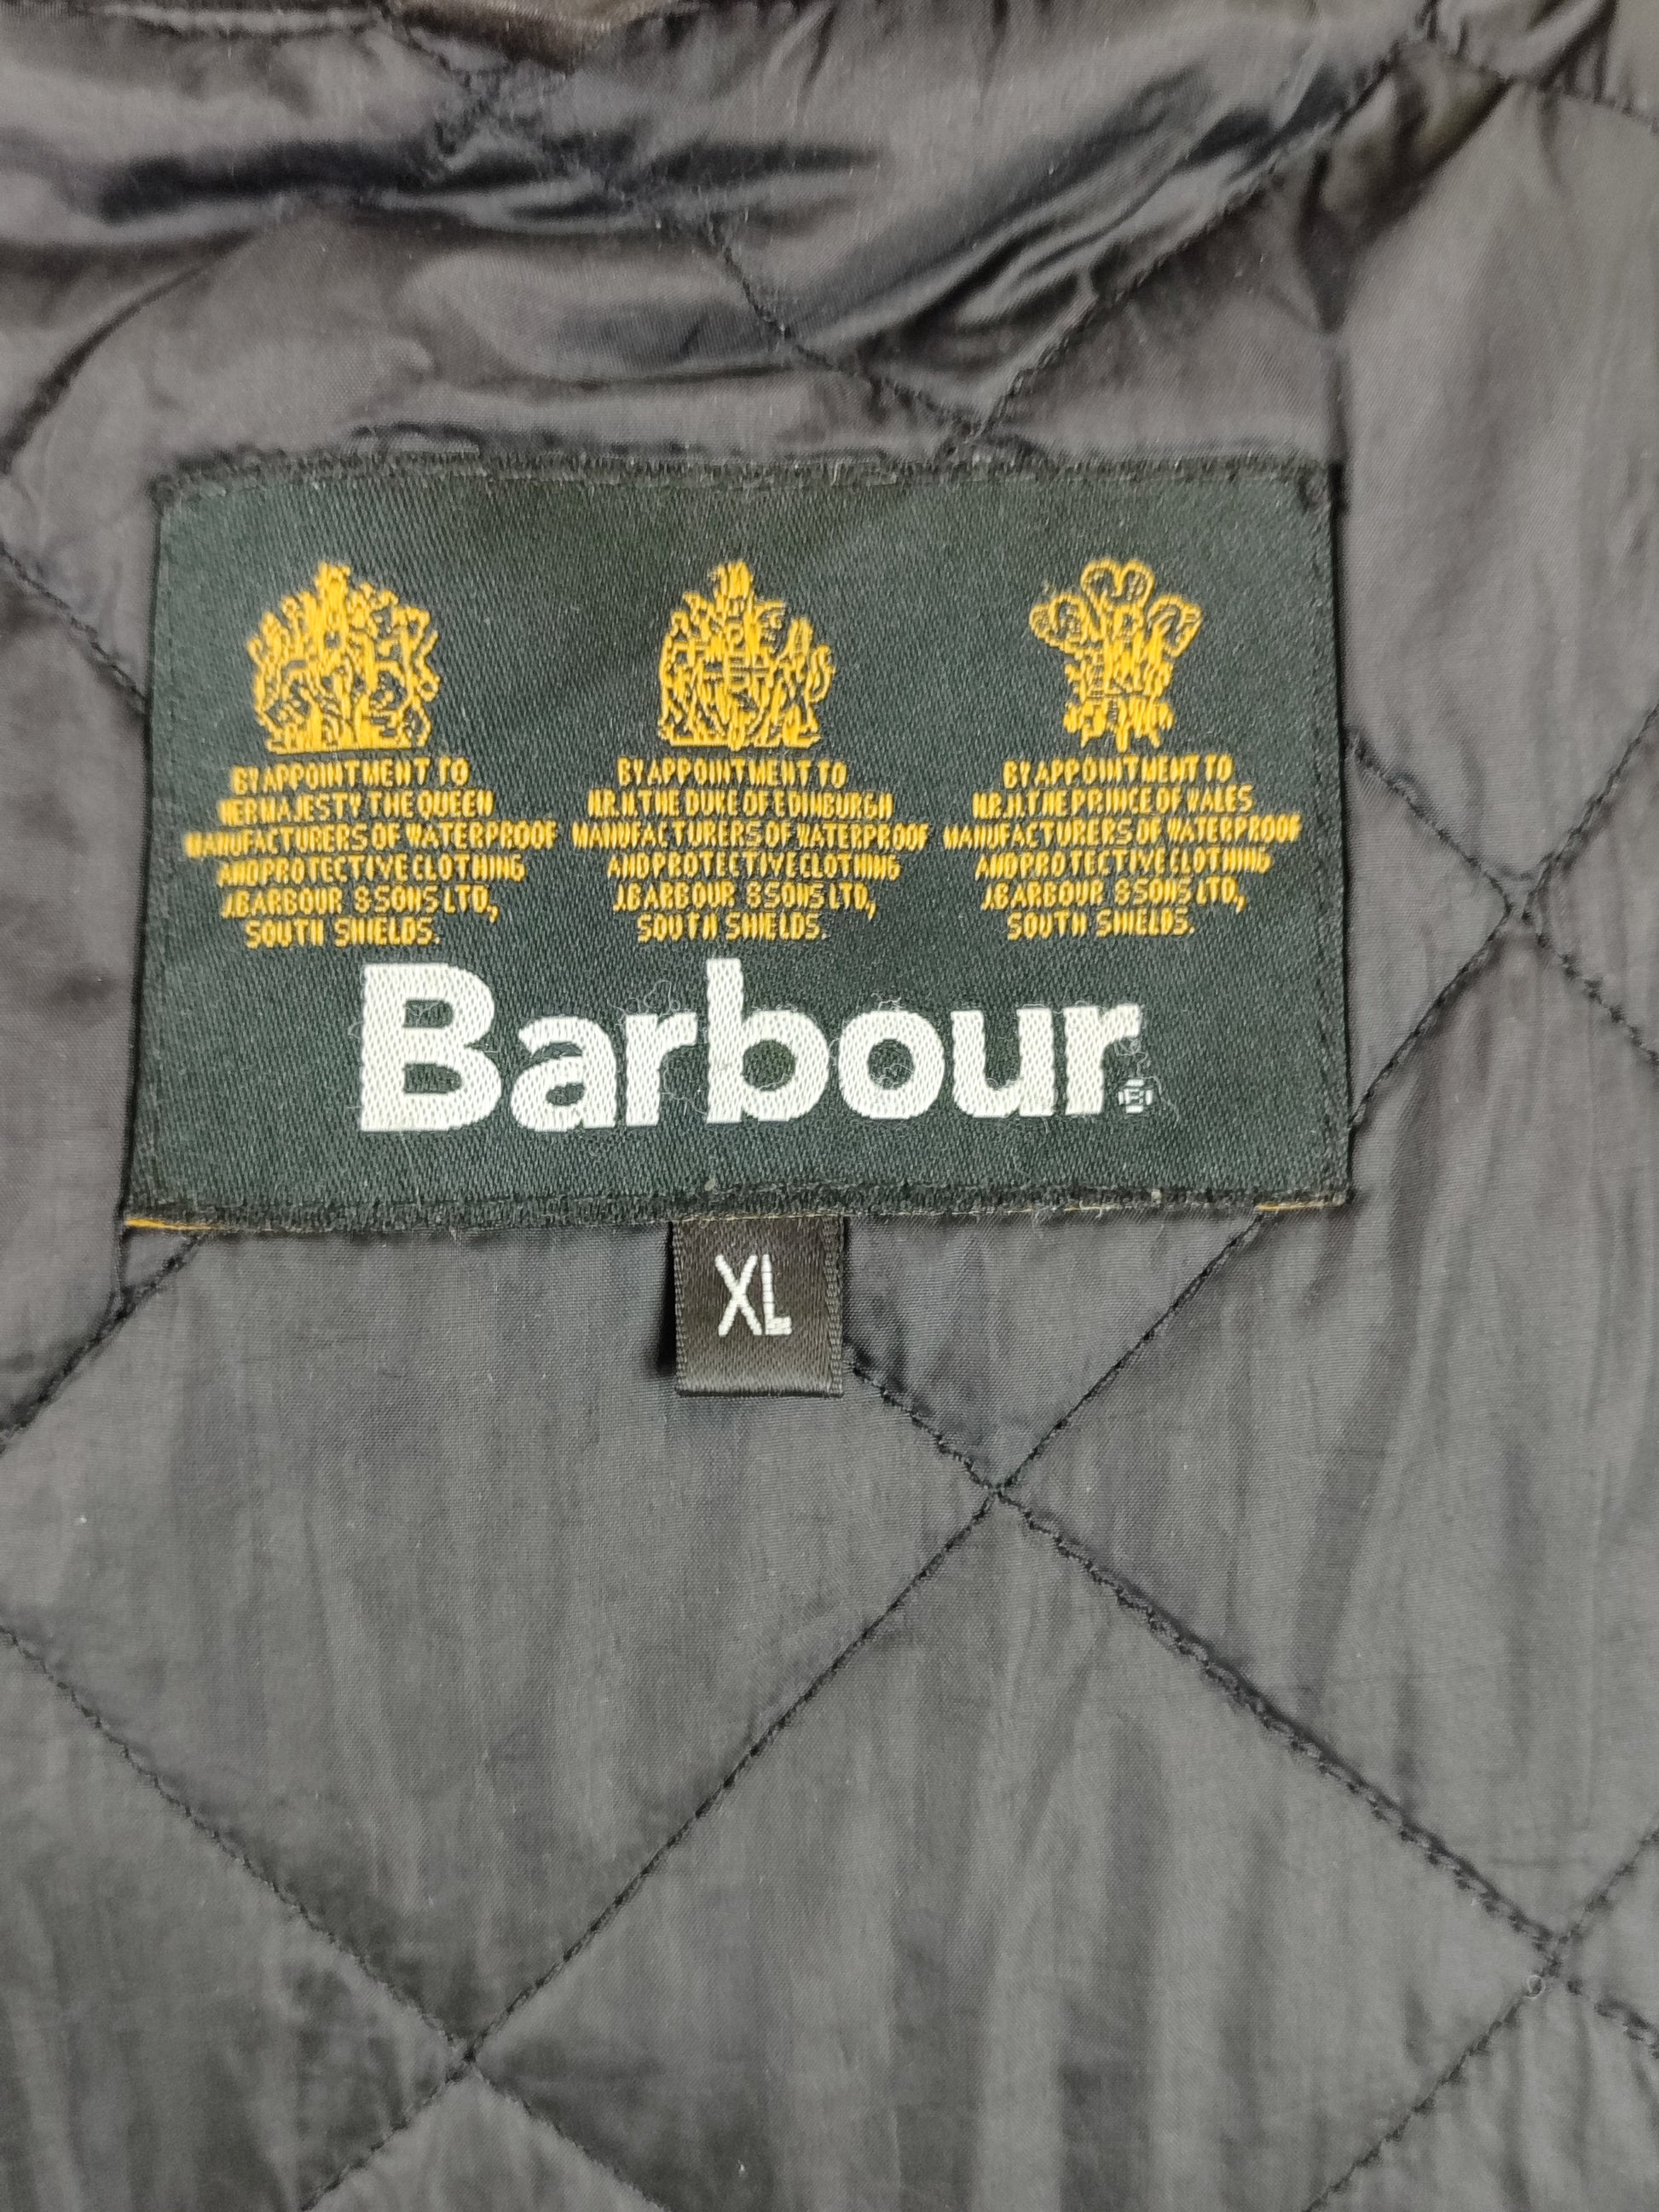 BY APPOINTMENT TO
HER MAJESTY THE QUEEN
MANUFACTURERS OF WATERPROOF
AND PROTECTIVE CLOTHING
J.BARBOUR & SONS LTD,
SOUTH SHIELDS.
BY APPOINTMENT TO
H.R.H. THE DUKE OF EDINBURGH
MANUFACTURERS OF WATERPROOF
AND PROTECTIVE CLOTHING
J.BARBOUR & SONS LTD,
SOUTH SHIELDS.
BY APPOINTMENT TO
H.R.H. THE PRINCE OF WALES
MANUFACTURERS OF WATERPROOF
AND PROTECTIVE CLOTHING
J.BARBOUR & SONS LTD,
SOUTH SHIELDS.
Barbour®
XL